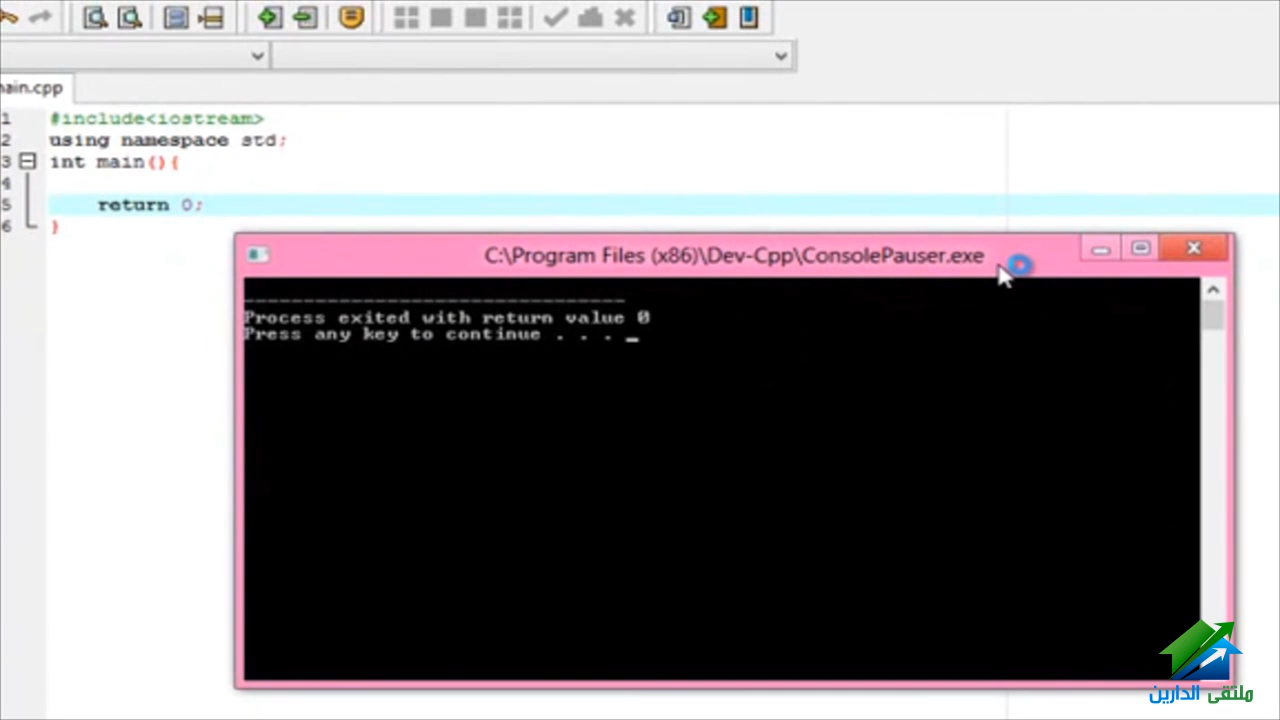 main.cpp
1 #include<iostream>
2 using namespace std;
3 int main(){
4
5 return 0;
6 }
C:\Program Files (x86)\Dev-Cpp\ConsolePauser.exe
--------------------------------
Process exited with return value 0
Press any key to continue . . . _
ملتقى الدارين